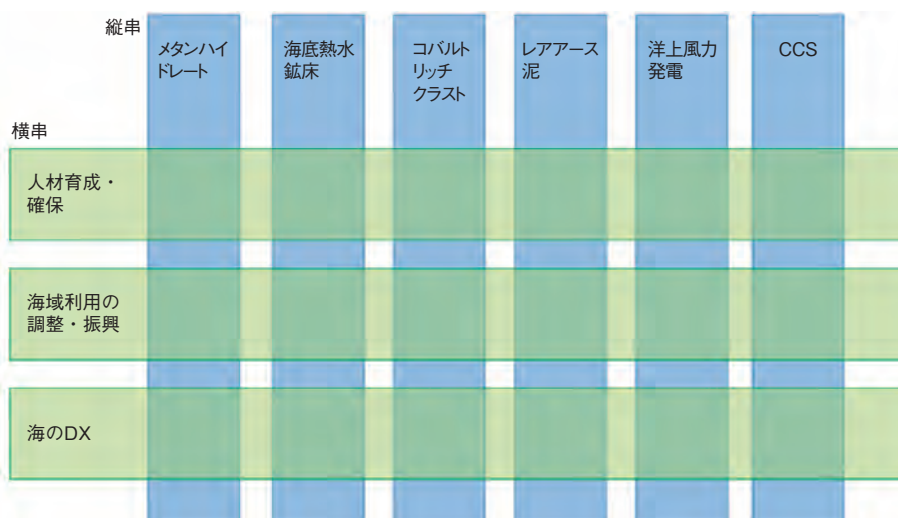 縦串
メタンハイ
ドレート
海底熱水
鉱床
コバルト
リッチ
クラスト
レアアース
泥
洋上風力
発電
CCS
横串
人材育成・
確保
海域利用の
調整・振興
海のDX